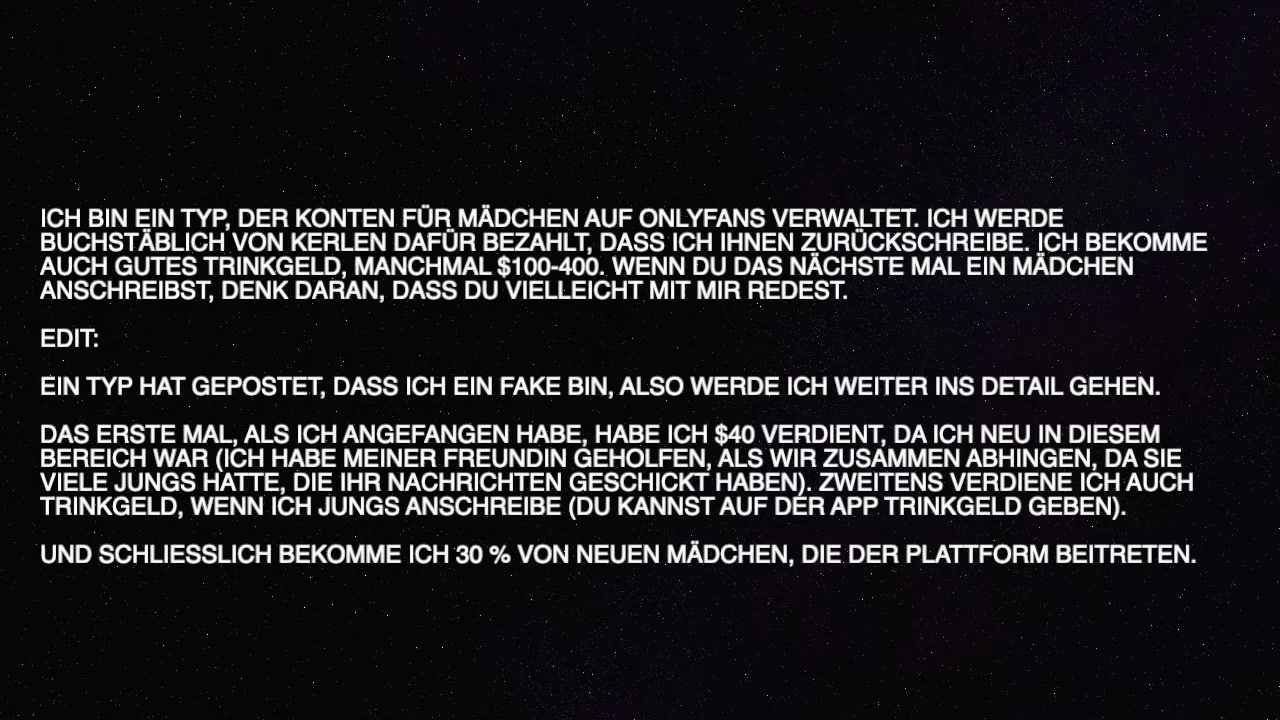 ICH BIN EIN TYP, DER KONTEN FÜR MÄDCHEN AUF ONLYFANS VERWALTET. ICH WERDE
BUCHSTÄBLICH VON KERLEN DAFÜR BEZAHLT, DASS ICH IHNEN ZURÜCKSCHREIBE. ICH BEKOMME
AUCH GUTES TRINKGELD, MANCHMAL $100-400. WENN DU DAS NÄCHSTE MAL EIN MÄDCHEN
ANSCHREIBST, DENK DARAN, DASS DU VIELLEICHT MIT MIR REDEST.
EDIT:
EIN TYP HAT GEPOSTET, DASS ICH EIN FAKE BIN, ALSO WERDE ICH WEITER INS DETAIL GEHEN.
DAS ERSTE MAL, ALS ICH ANGEFANGEN HABE, HABE ICH $40 VERDIENT, DA ICH NEU IN DIESEM
BEREICH WAR (ICH HABE MEINER FREUNDIN GEHOLFEN, ALS WIR ZUSAMMEN ABHINGEN, DA SIE
VIELE JUNGS HATTE, DIE IHR NACHRICHTEN GESCHICKT HABEN). ZWEITENS VERDIENE ICH AUCH
TRINKGELD, WENN ICH JUNGS ANSCHREIBE (DU KANNST AUF DER APP TRINKGELD GEBEN).
UND SCHLIESSLICH BEKOMME ICH 30 % VON NEUEN MÄDCHEN, DIE DER PLATTFORM BEITRETEN.